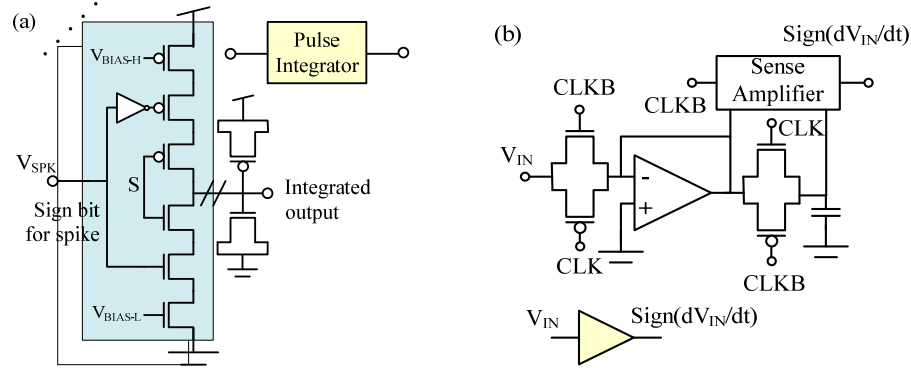 (a)
V_BIAS-H
Pulse
Integrator
V_SPK
S
Sign bit
for spike
Integrated
output
V_BIAS-L
(b)
Sign(dV_IN/dt)
Sense
Amplifier
CLKB
CLKB
CLK
V_IN
-
+
CLK
CLKB
V_IN
Sign(dV_IN/dt)